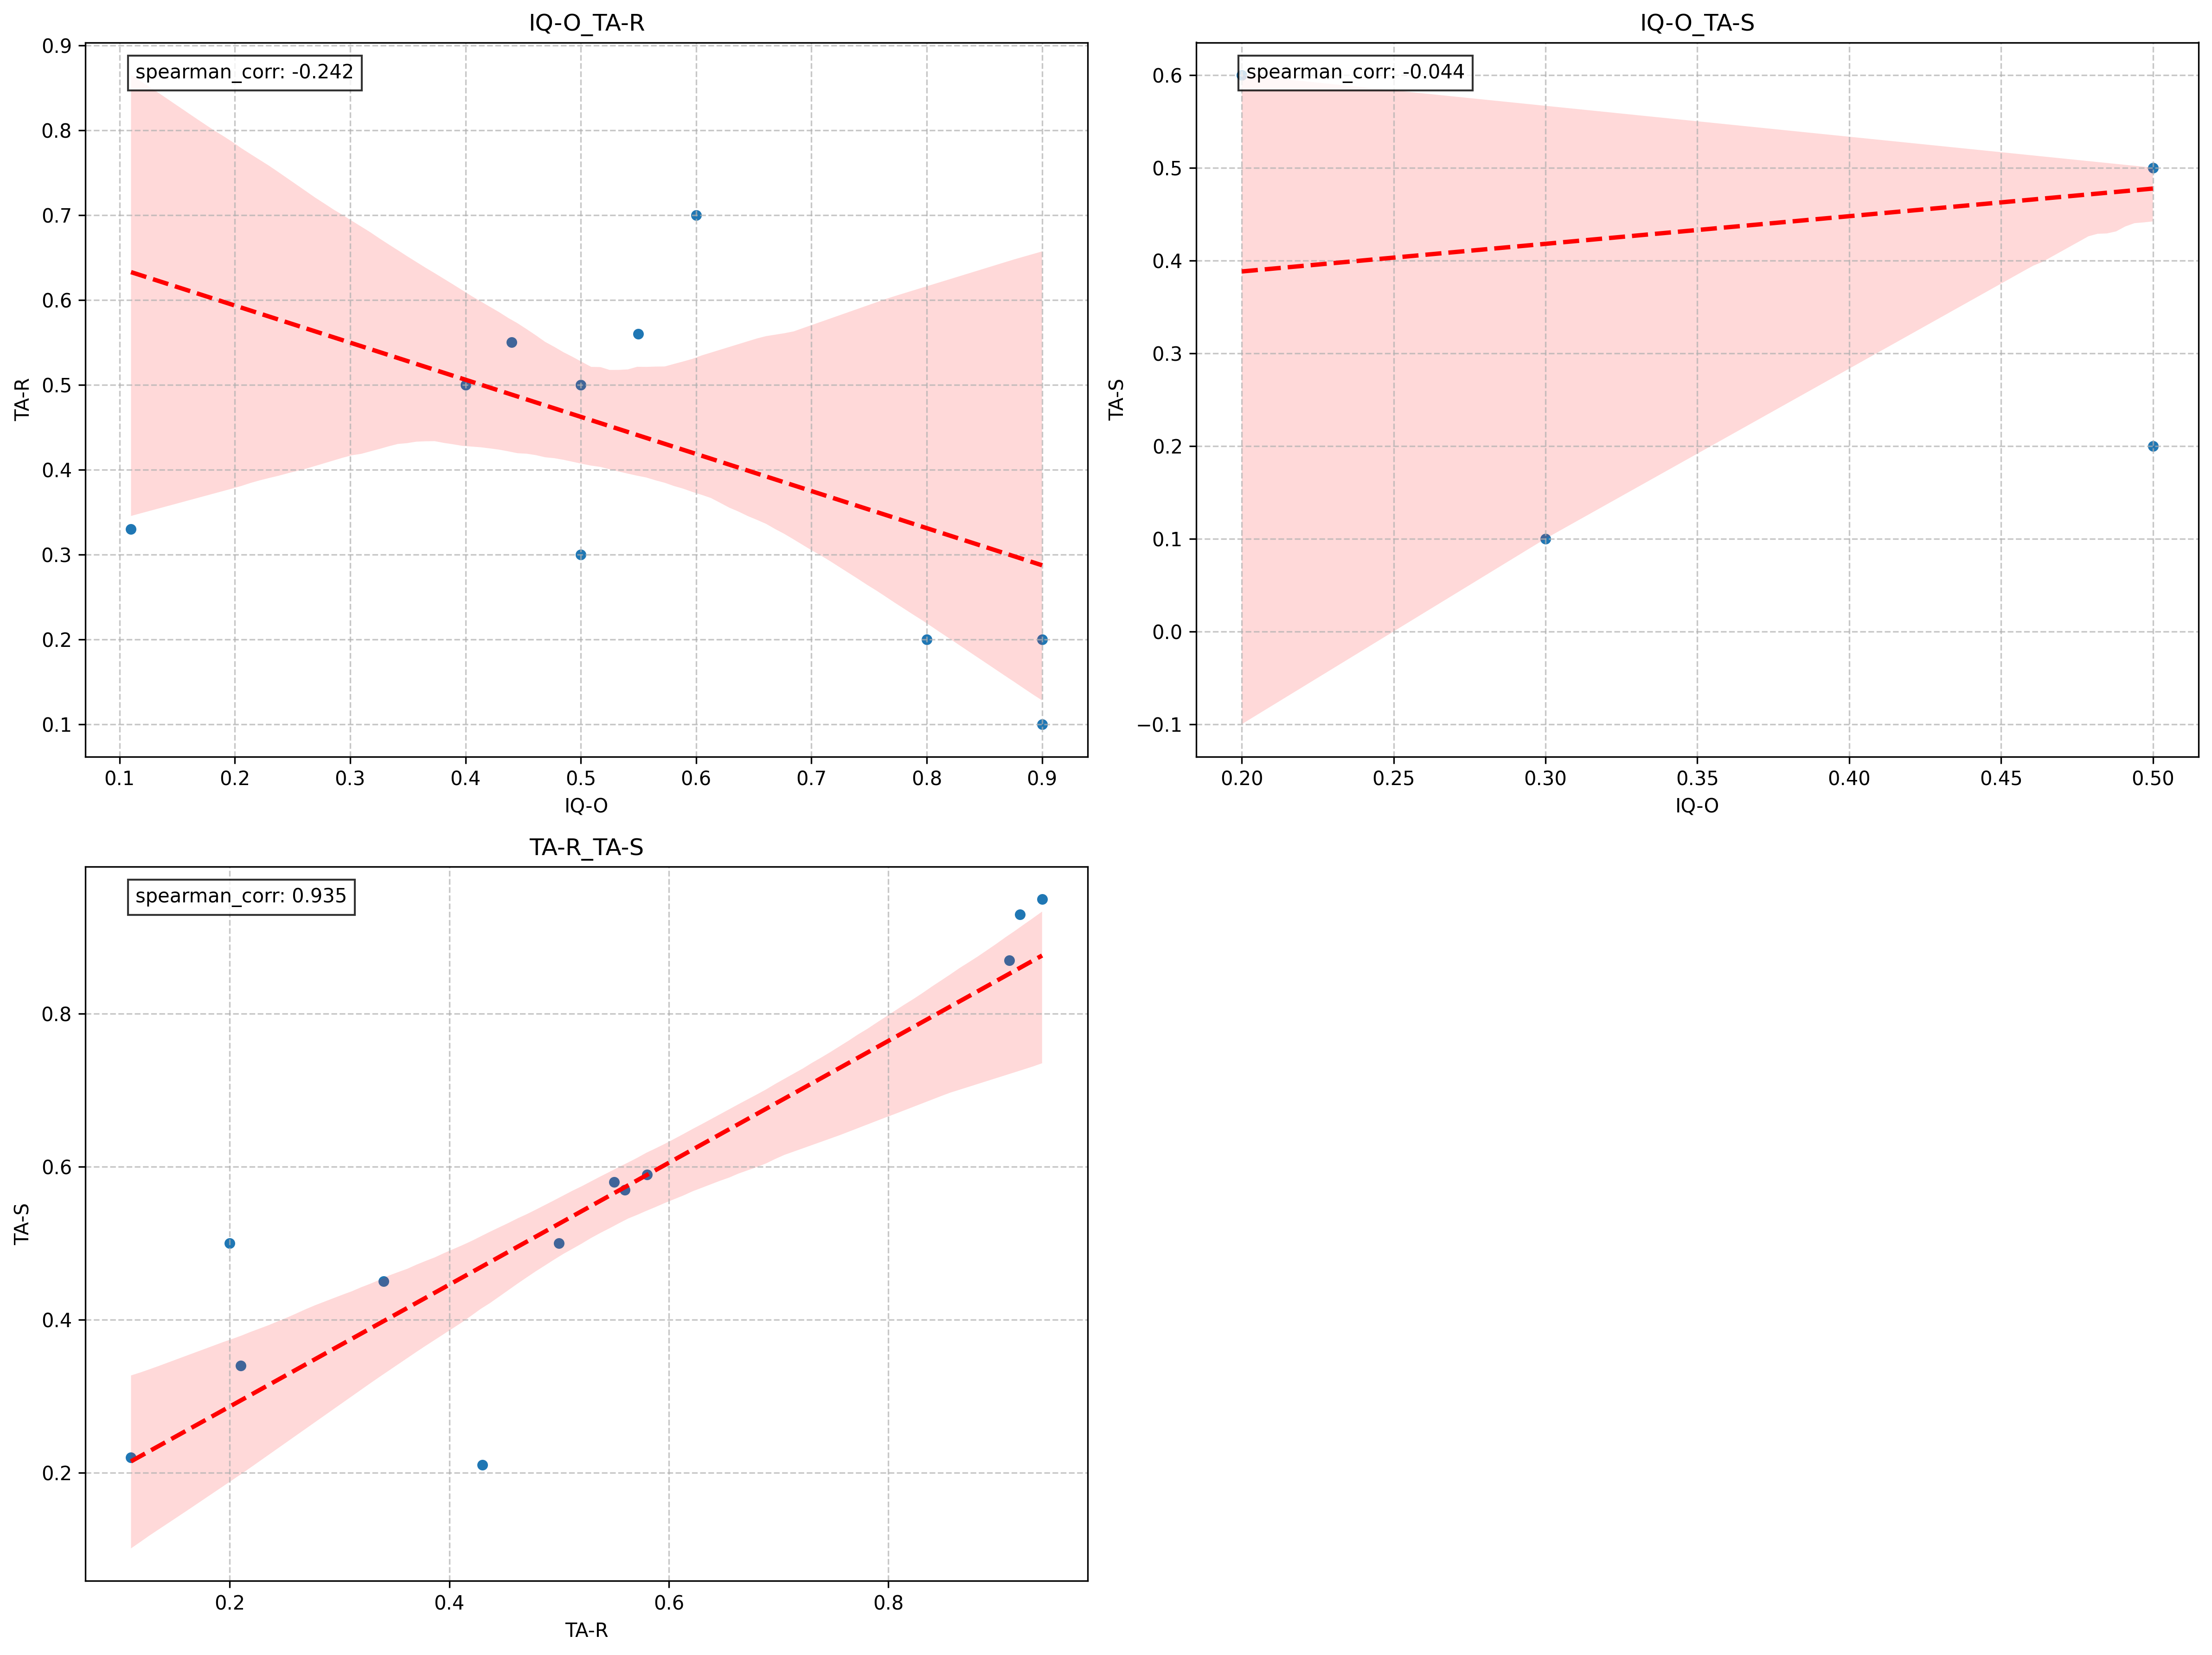 IQ-O_TA-R
spearman_corr: -0.242
0.9
0.8
0.7
0.6
0.5
0.4
0.3
0.2
0.1
TA-R
0.1 0.2 0.3 0.4 0.5 0.6 0.7 0.8 0.9
IQ-O
IQ-O_TA-S
spearman_corr: -0.044
0.6
0.5
0.4
0.3
0.2
0.1
0.0
−0.1
TA-S
0.20 0.25 0.30 0.35 0.40 0.45 0.50
IQ-O
TA-R_TA-S
spearman_corr: 0.935
0.8
0.6
0.4
0.2
TA-S
0.2 0.4 0.6 0.8
TA-R